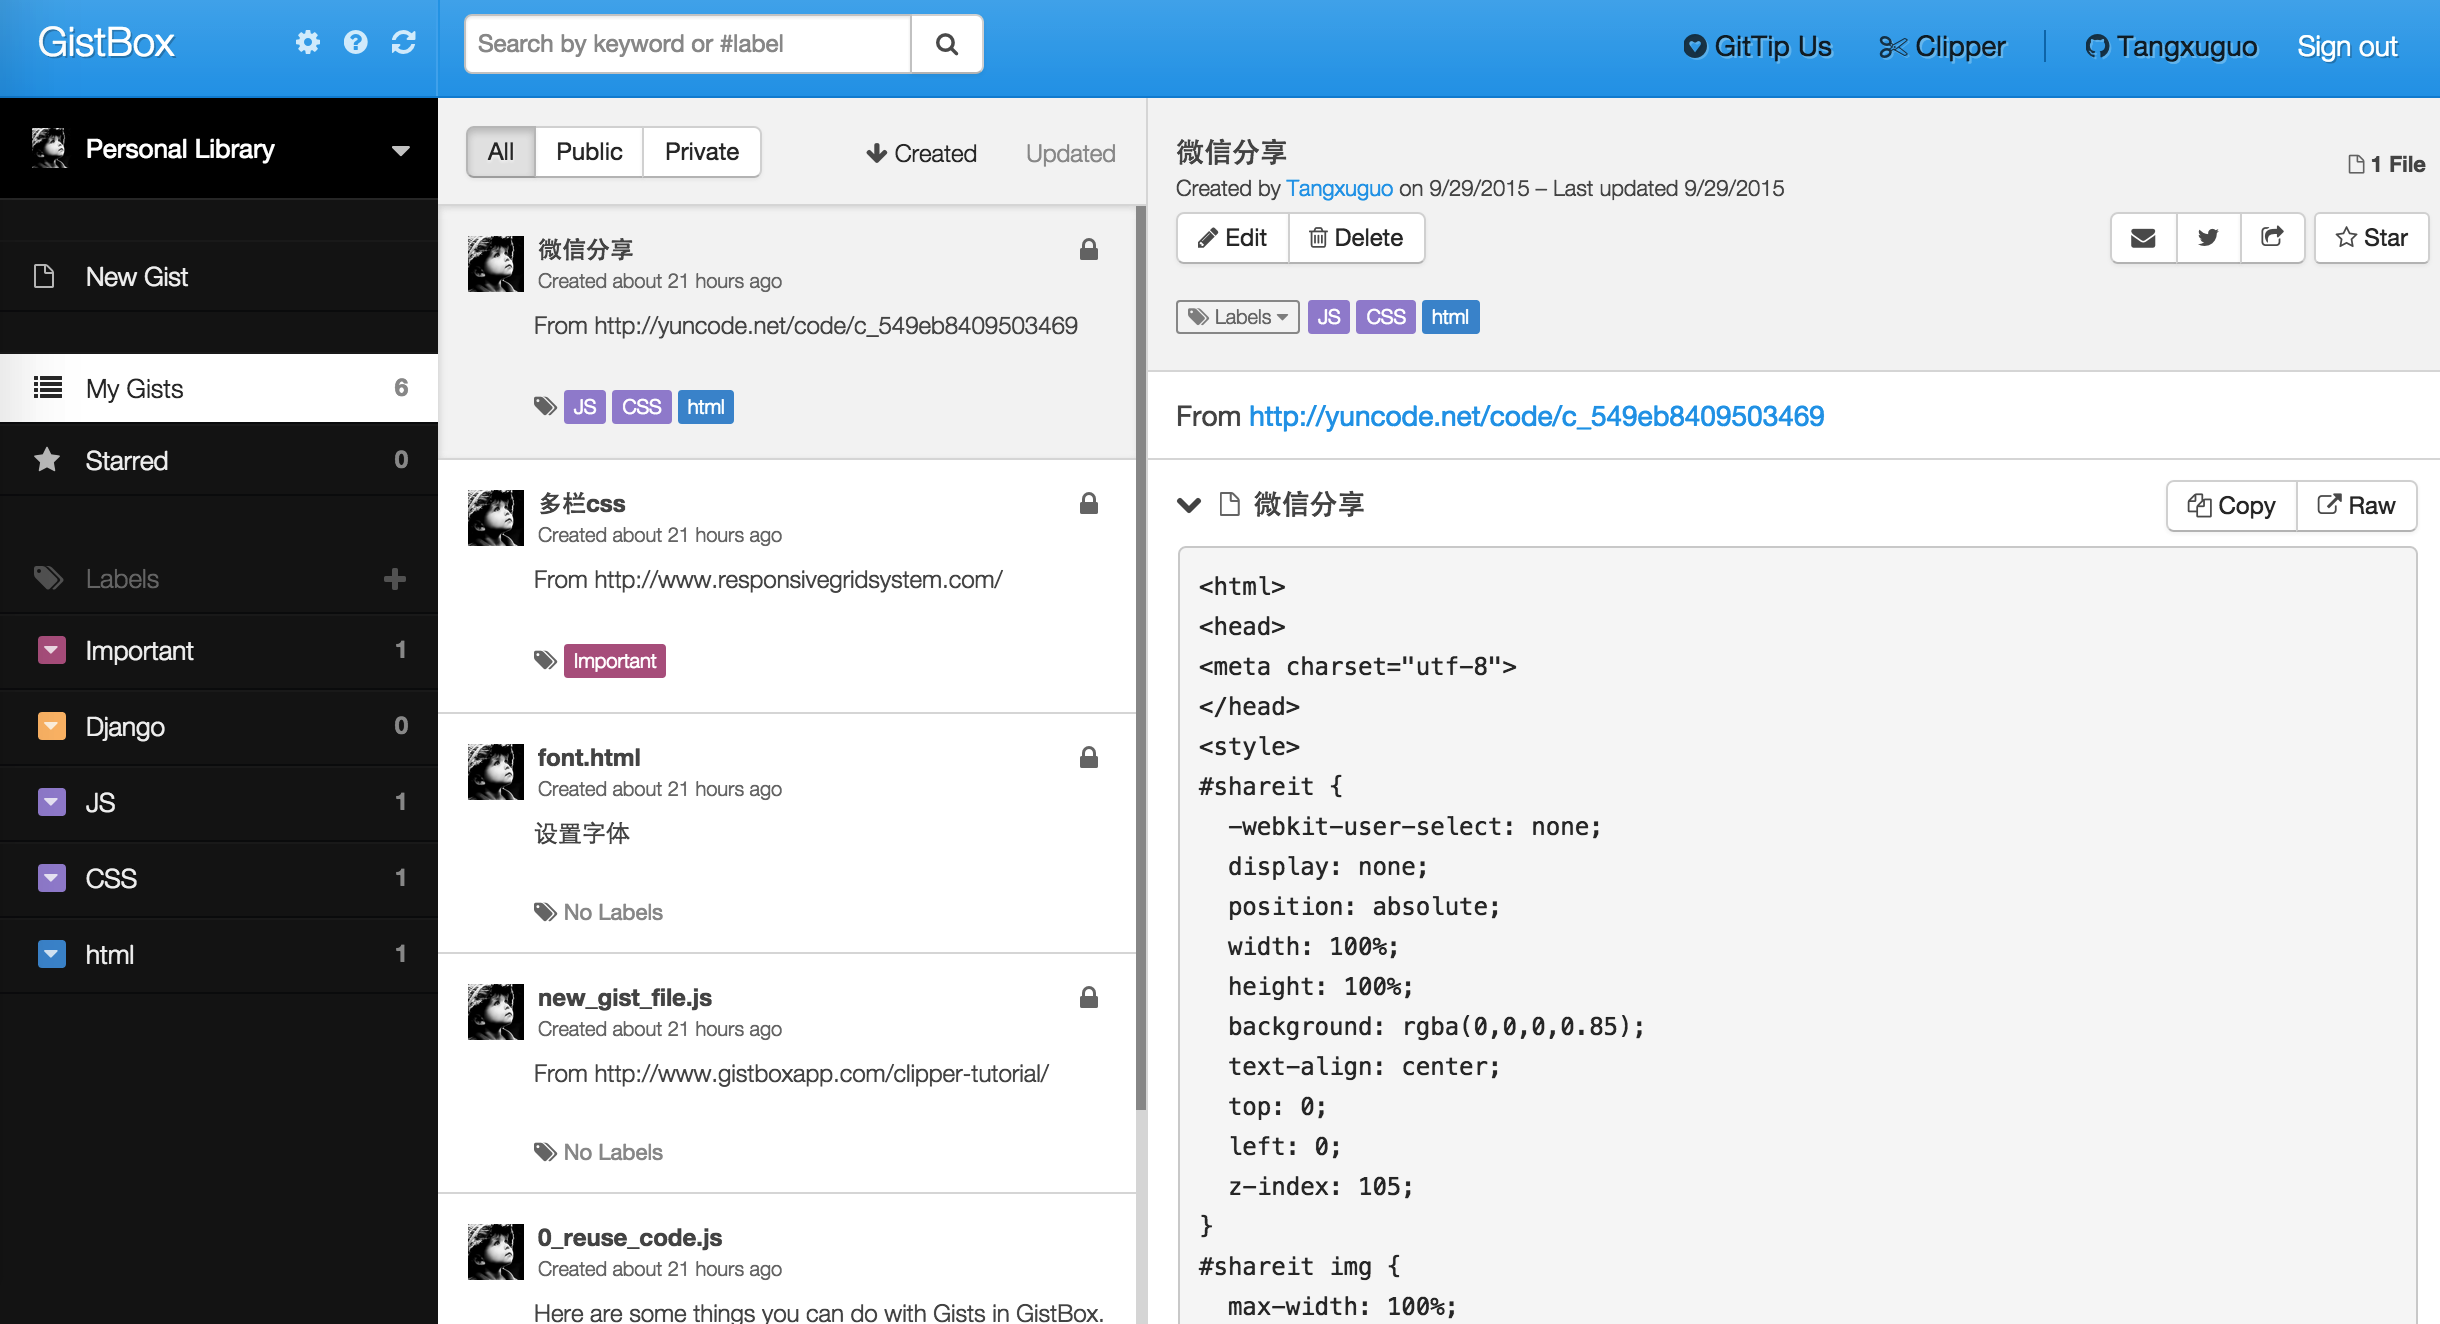 GistBox
Search by keyword or #label
GitTip Us
Clipper
Tangxuguo
Sign out
Personal Library
New Gist
My Gists 6
Starred 0
Labels
Important 1
Django 0
JS 1
CSS 1
html 1
All Public Private
Created Updated
微信分享
Created about 21 hours ago
From http://yuncode.net/code/c_549eb8409503469
JS CSS html
多栏css
Created about 21 hours ago
From http://www.responsivegridsystem.com/
Important
font.html
Created about 21 hours ago
设置字体
No Labels
new_gist_file.js
Created about 21 hours ago
From http://www.gistboxapp.com/clipper-tutorial/
No Labels
0_reuse_code.js
Created about 21 hours ago
Here are some things you can do with Gists in GistBox.
微信分享
1 File
Created by Tangxuguo on 9/29/2015 – Last updated 9/29/2015
Edit Delete
Star
Labels JS CSS html
From http://yuncode.net/code/c_549eb8409503469
微信分享
Copy Raw
<html>
<head>
<meta charset="utf-8">
</head>
<style>
#shareit {
  -webkit-user-select: none;
  display: none;
  position: absolute;
  width: 100%;
  height: 100%;
  background: rgba(0,0,0,0.85);
  text-align: center;
  top: 0;
  left: 0;
  z-index: 105;
}
#shareit img {
  max-width: 100%;